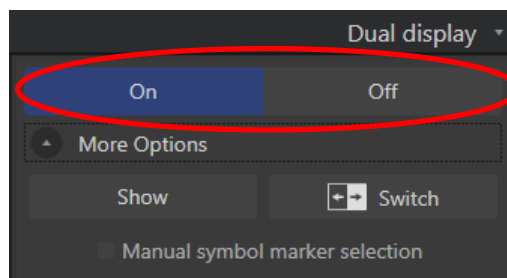 Dual display
On Off
More Options
Show Switch
Manual symbol marker selection